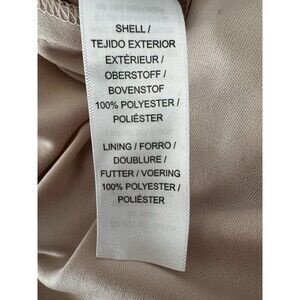 SHELL /
TEJIDO EXTERIOR
EXTÉRIEUR /
OBERSTOFF /
BOVENSTOF
100% POLYESTER /
POLIÉSTER
LINING / FORRO /
DOUBLURE /
FUTTER / VOERING
100% POLYESTER /
POLIÉSTER